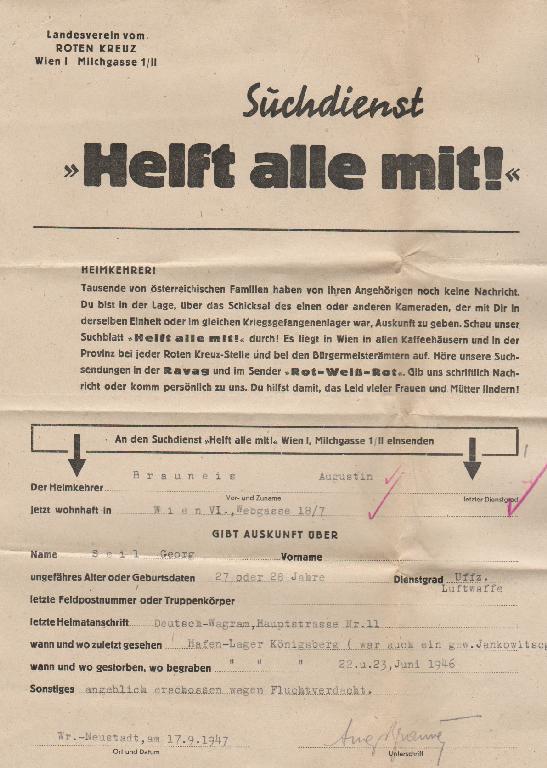 Landesverein vom
ROTEN KREUZ
Wien I Milchgasse 1/II
Suchdienst
»Helft alle mit!«
HEIMKEHRER!
Tausende von österreichischen Familien haben von ihren Angehörigen noch keine Nachricht.
Du bist in der Lage, über das Schicksal des einen oder anderen Kameraden, der mit Dir in
derselben Einheit oder im gleichen Kriegsgefangenenlager war, Auskunft zu geben. Schau unser
Suchblatt »Helft alle mit!« durch! Es liegt in Wien in allen Kaffeehäusern und in der
Provinz bei jeder Roten Kreuz-Stelle und bei den Bürgermeisterämtern auf. Höre unsere Such-
sendungen in der Ravag und im Sender »Rot-Weiß-Rot«. Gib uns schriftlich Nach-
richt oder komm persönlich zu uns. Du hilfst damit, das Leid vieler Frauen und Mütter lindern!
An den Suchdienst »Helft alle mit!« Wien I, Milchgasse 1/II einsenden
Der Heimkehrer Brauneis Augustin
Vor- und Zuname letzter Dienstgrad
jetzt wohnhaft in Wien VI., Webgasse 18/7
GIBT AUSKUNFT ÜBER
Name Seil Georg Vorname
ungefähres Alter oder Geburtsdaten 27 oder 28 Jahre Dienstgrad Uffz.
Luftwaffe
letzte Feldpostnummer oder Truppenkörper
letzte Heimatanschrift Deutsch-Wagram, Hauptstrasse Nr.11
wann und wo zuletzt gesehen Hafen-Lager Königsberg ( war auch ein gew. Jankowitsc
wann und wo gestorben, wo begraben " " " 22.u.23, Juni 1946
Sonstiges angeblich erschossen wegen Fluchtverdacht.
Wr.-Neustadt, am 17.9.1947
Ort und Datum Unterschrift